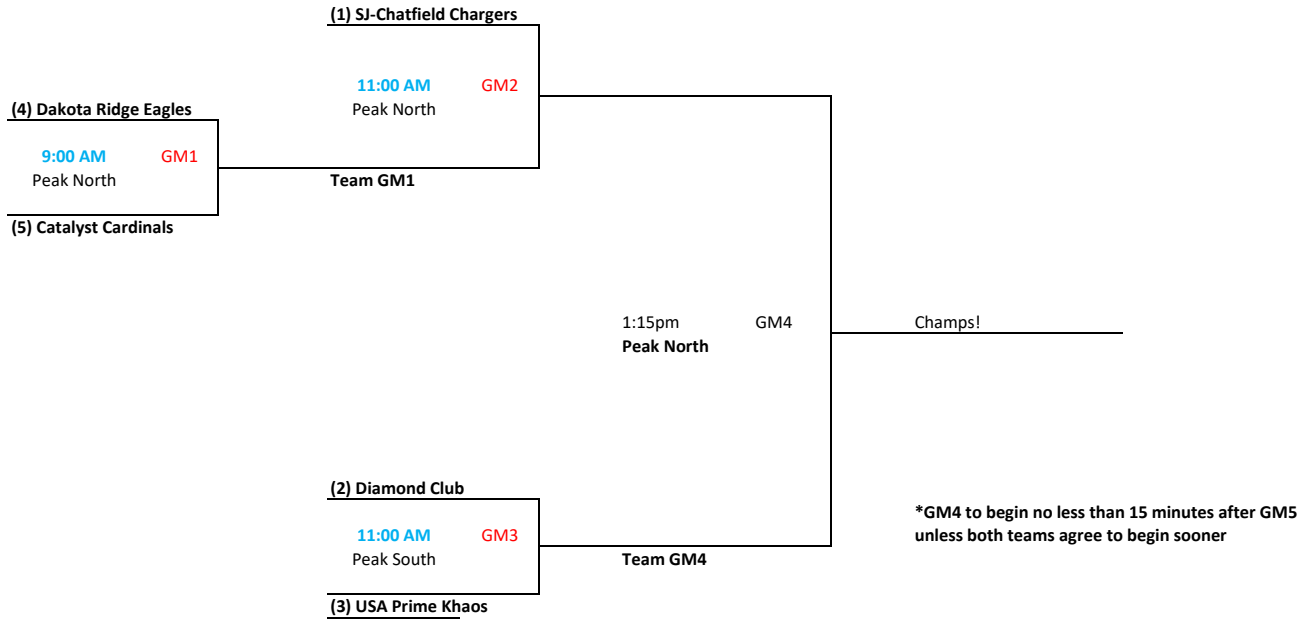 (1) SJ-Chatfield Chargers
11:00 AM GM2
Peak North
(4) Dakota Ridge Eagles
9:00 AM GM1
Peak North
Team GM1
(5) Catalyst Cardinals
1:15pm GM4
Peak North
Champs!
(2) Diamond Club
11:00 AM GM3
Peak South
Team GM4
(3) USA Prime Khaos
*GM4 to begin no less than 15 minutes after GM5
unless both teams agree to begin sooner